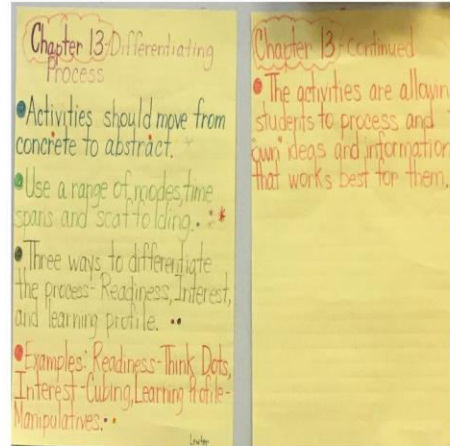 Chapter 13: Differentiating
Process
Activities should move from
concrete to abstract.
Use a range of modes, time
spans and scaffolding.
Three ways to differentiate
the process- Readiness, Interest,
and learning profile.
Examples: Readiness-Think Dots,
Interest-Cubing, Learning Profile-
Manipulatives.
Chapter 13: Continued
The activities are allowin
students to process and
own ideas and information
that works best for them.